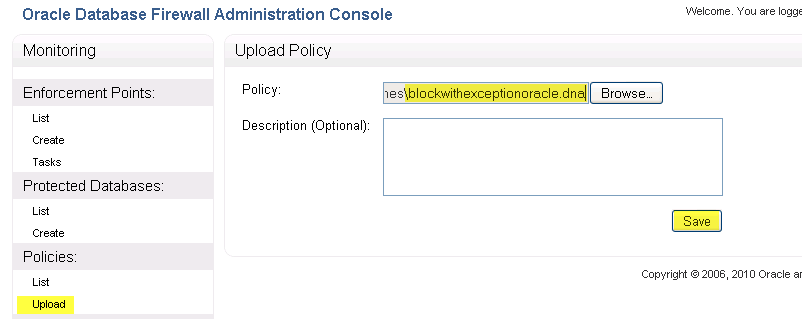 Oracle Database Firewall Administration Console
Welcome. You are logge
Monitoring
Enforcement Points:
List
Create
Tasks
Protected Databases:
List
Create
Policies:
List
Upload
Upload Policy
Policy:
nes\blockwithexceptionoracle.dna
Browse...
Description (Optional):
Save
Copyright © 2006, 2010 Oracle an